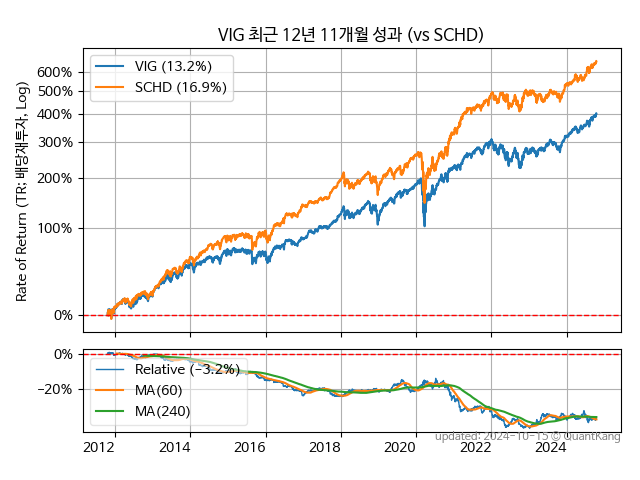 VIG 최근 12년 11개월 성과 (vs SCHD)
Rate of Return (TR; 배당재투자, Log)
600%
500%
400%
300%
200%
100%
0%
VIG (13.2%)
SCHD (16.9%)
0%
−20%
Relative (−3.2%)
MA(60)
MA(240)
updated: 2024-10-15 © QuantKang
2012 2014 2016 2018 2020 2022 2024